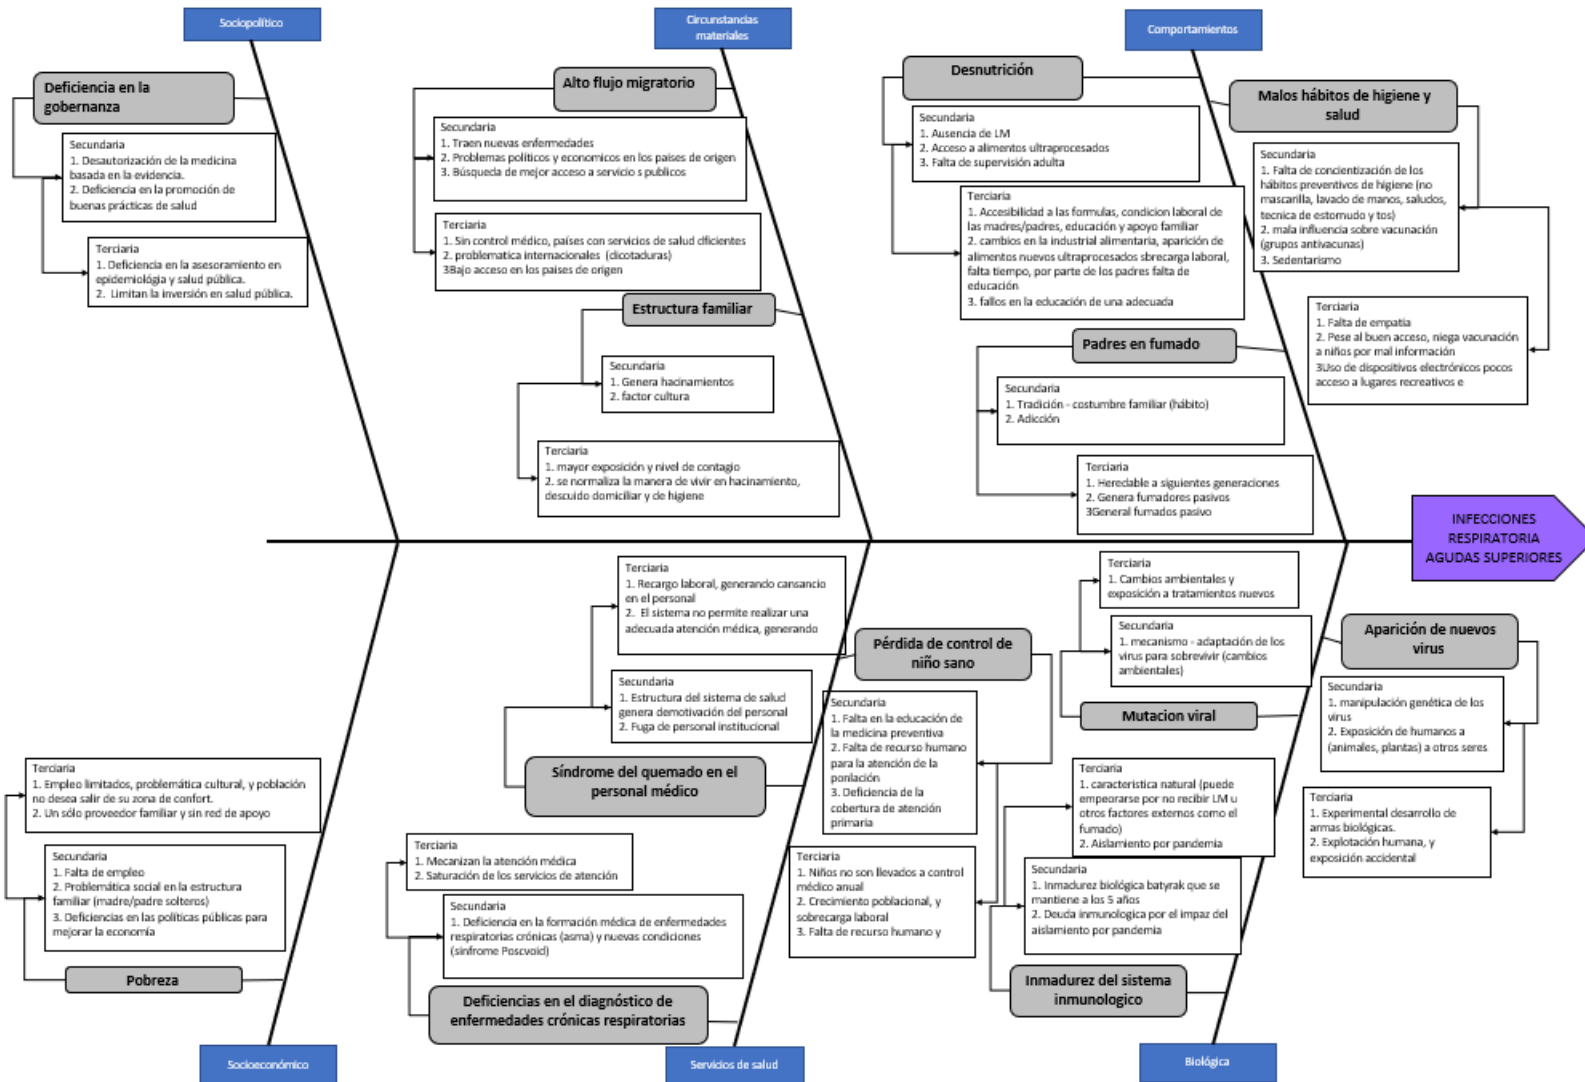 Sociopolítico
Deficiencia en la
gobernanza
Secundaria
1. Desautorización de la medicina
basada en la evidencia.
2. Deficiencia en la promoción de
buenas prácticas de salud
Terciaria
1. Deficiencia en la asesoramiento en
epidemiológia y salud pública.
2. Limitan la inversión en salud pública.
Circunstancias
materiales
Alto flujo migratorio
Secundaria
1. Traen nuevas enfermedades
2. Problemas políticos y economicos en los países de origen
3. Búsqueda de mejor acceso a servicio s publicos
Terciaria
1. Sin control médico, países con servicios de salud dficientes
2. problematica internacionales (dicotaduras)
3Bajo acceso en los paises de origen
Estructura familiar
Secundaria
1. Genera hacinamientos
2. factor cultura
Terciaria
1. mayor exposición y nivel de contagio
2. se normaliza la manera de vivir en hacinamiento,
descuido domiciliar y de higiene
Comportamientos
Desnutrición
Secundaria
1. Ausencia de LM
2. Acceso a alimentos ultraprocesados
3. Falta de supervisión adulta
Terciaria
1. Accesibilidad a las formulas, condicion laboral de
las madres/padres, educación y apoyo familiar
2. cambios en la industrial alimentaria, aparición de
alimentos nuevos ultraprocesados sbrecarga laboral,
falta tiempo, por parte de los padres falta de
educación
3. fallos en la educación de una adecuada
Malos hábitos de higiene y
salud
Secundaria
1. Falta de concientización de los
hábitos preventivos de higiene (no
mascarilla, lavado de manos, saludos,
tecnica de estornudo y tos)
2. mala influencia sobre vacunación
(grupos antivacunas)
3. Sedentarismo
Terciaria
1. Falta de empatia
2. Pese al buen acceso, niega vacunación
a niños por mal información
3Uso de dispositivos electrónicos pocos
acceso a lugares recreativos e
Padres en fumado
Secundaria
1. Tradición - costumbre familiar (hábito)
2. Adicción
Terciaria
1. Heredable a siguientes generaciones
2. Genera fumadores pasivos
3General fumados pasivo
INFECCIONES
RESPIRATORIA
AGUDAS SUPERIORES
Terciaria
1. Empleo limitados, problemática cultural, y población
no desea salir de su zona de confort.
2. Un sólo proveedor familiar y sin red de apoyo
Secundaria
1. Falta de empleo
2. Problemática social en la estructura
familiar (madre/padre solteros)
3. Deficiencias en las políticas públicas para
mejorar la economía
Pobreza
Socioeconómico
Terciaria
1. Recargo laboral, generando cansancio
en el personal
2. El sistema no permite realizar una
adecuada atención médica, generando
Secundaria
1. Estructura del sistema de salud
genera demotivación del personal
2. Fuga de personal institucional
Síndrome del quemado en el
personal médico
Terciaria
1. Mecanizan la atención médica
2. Saturación de los servicios de atención
Secundaria
1. Deficiencia en la formación médica de enfermedades
respiratorias crónicas (asma) y nuevas condiciones
(sinfrome Poscvoid)
Deficiencias en el diagnóstico de
enfermedades crónicas respiratorias
Pérdida de control de
niño sano
Secundaria
1. Falta en la educación de
la medicina preventiva
2. Falta de recurso humano
para la atención de la
ponlación
3. Deficiencia de la
cobertura de atención
primaria
Terciaria
1. Niños no son llevados a control
médico anual
2. Crecimiento poblacional, y
sobrecarga laboral
3. Falta de recurso humano y
Servicios de salud
Terciaria
1. Cambios ambientales y
exposición a tratamientos nuevos
Secundaria
1. mecanismo - adaptación de los
virus para sobrevivir (cambios
ambientales)
Mutacion viral
Aparición de nuevos
virus
Secundaria
1. manipulación genética de los
virus
2. Exposición de humanos a
(animales, plantas) a otros seres
Terciaria
1. Experimental desarrollo de
armas biológicas.
2. Explotación humana, y
exposición accidental
Terciaria
1. caracteristica natural (puede
empeorarse por no recibir LM u
otros factores externos como el
fumado)
2. Aislamiento por pandemia
Secundaria
1. Inmadurez biológica batyrak que se
mantiene a los 5 años
2. Deuda inmunologica por el impaz del
aislamiento por pandemia
Inmadurez del sistema
inmunologico
Biológica